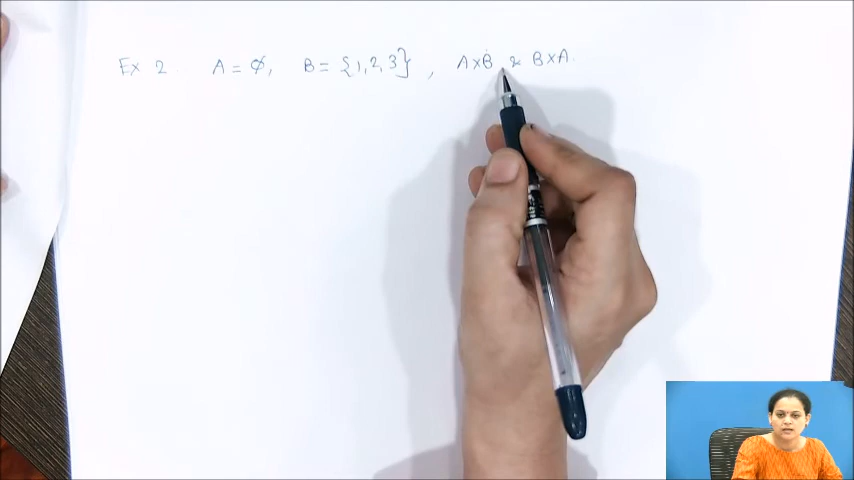 Ex 2. A = ϕ, B = {1, 2, 3} , A×B & B×A.